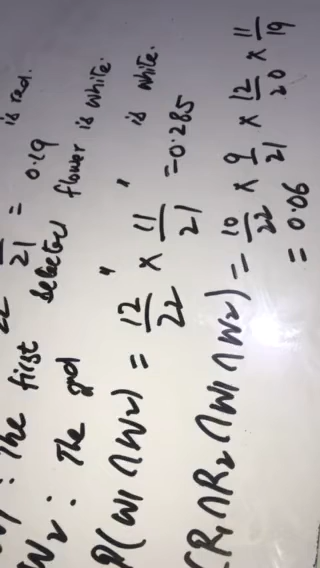 is red.
21 = 0.19
: The first selected flower is white.
W2 : The 2nd " " is white.
P(W1 ∩ W2) = 12/22 × 11/21 = 0.285
(R1 ∩ R2 ∩ W1 ∩ W2) = 10/22 × 9/21 × 12/20 × 11/19
= 0.06